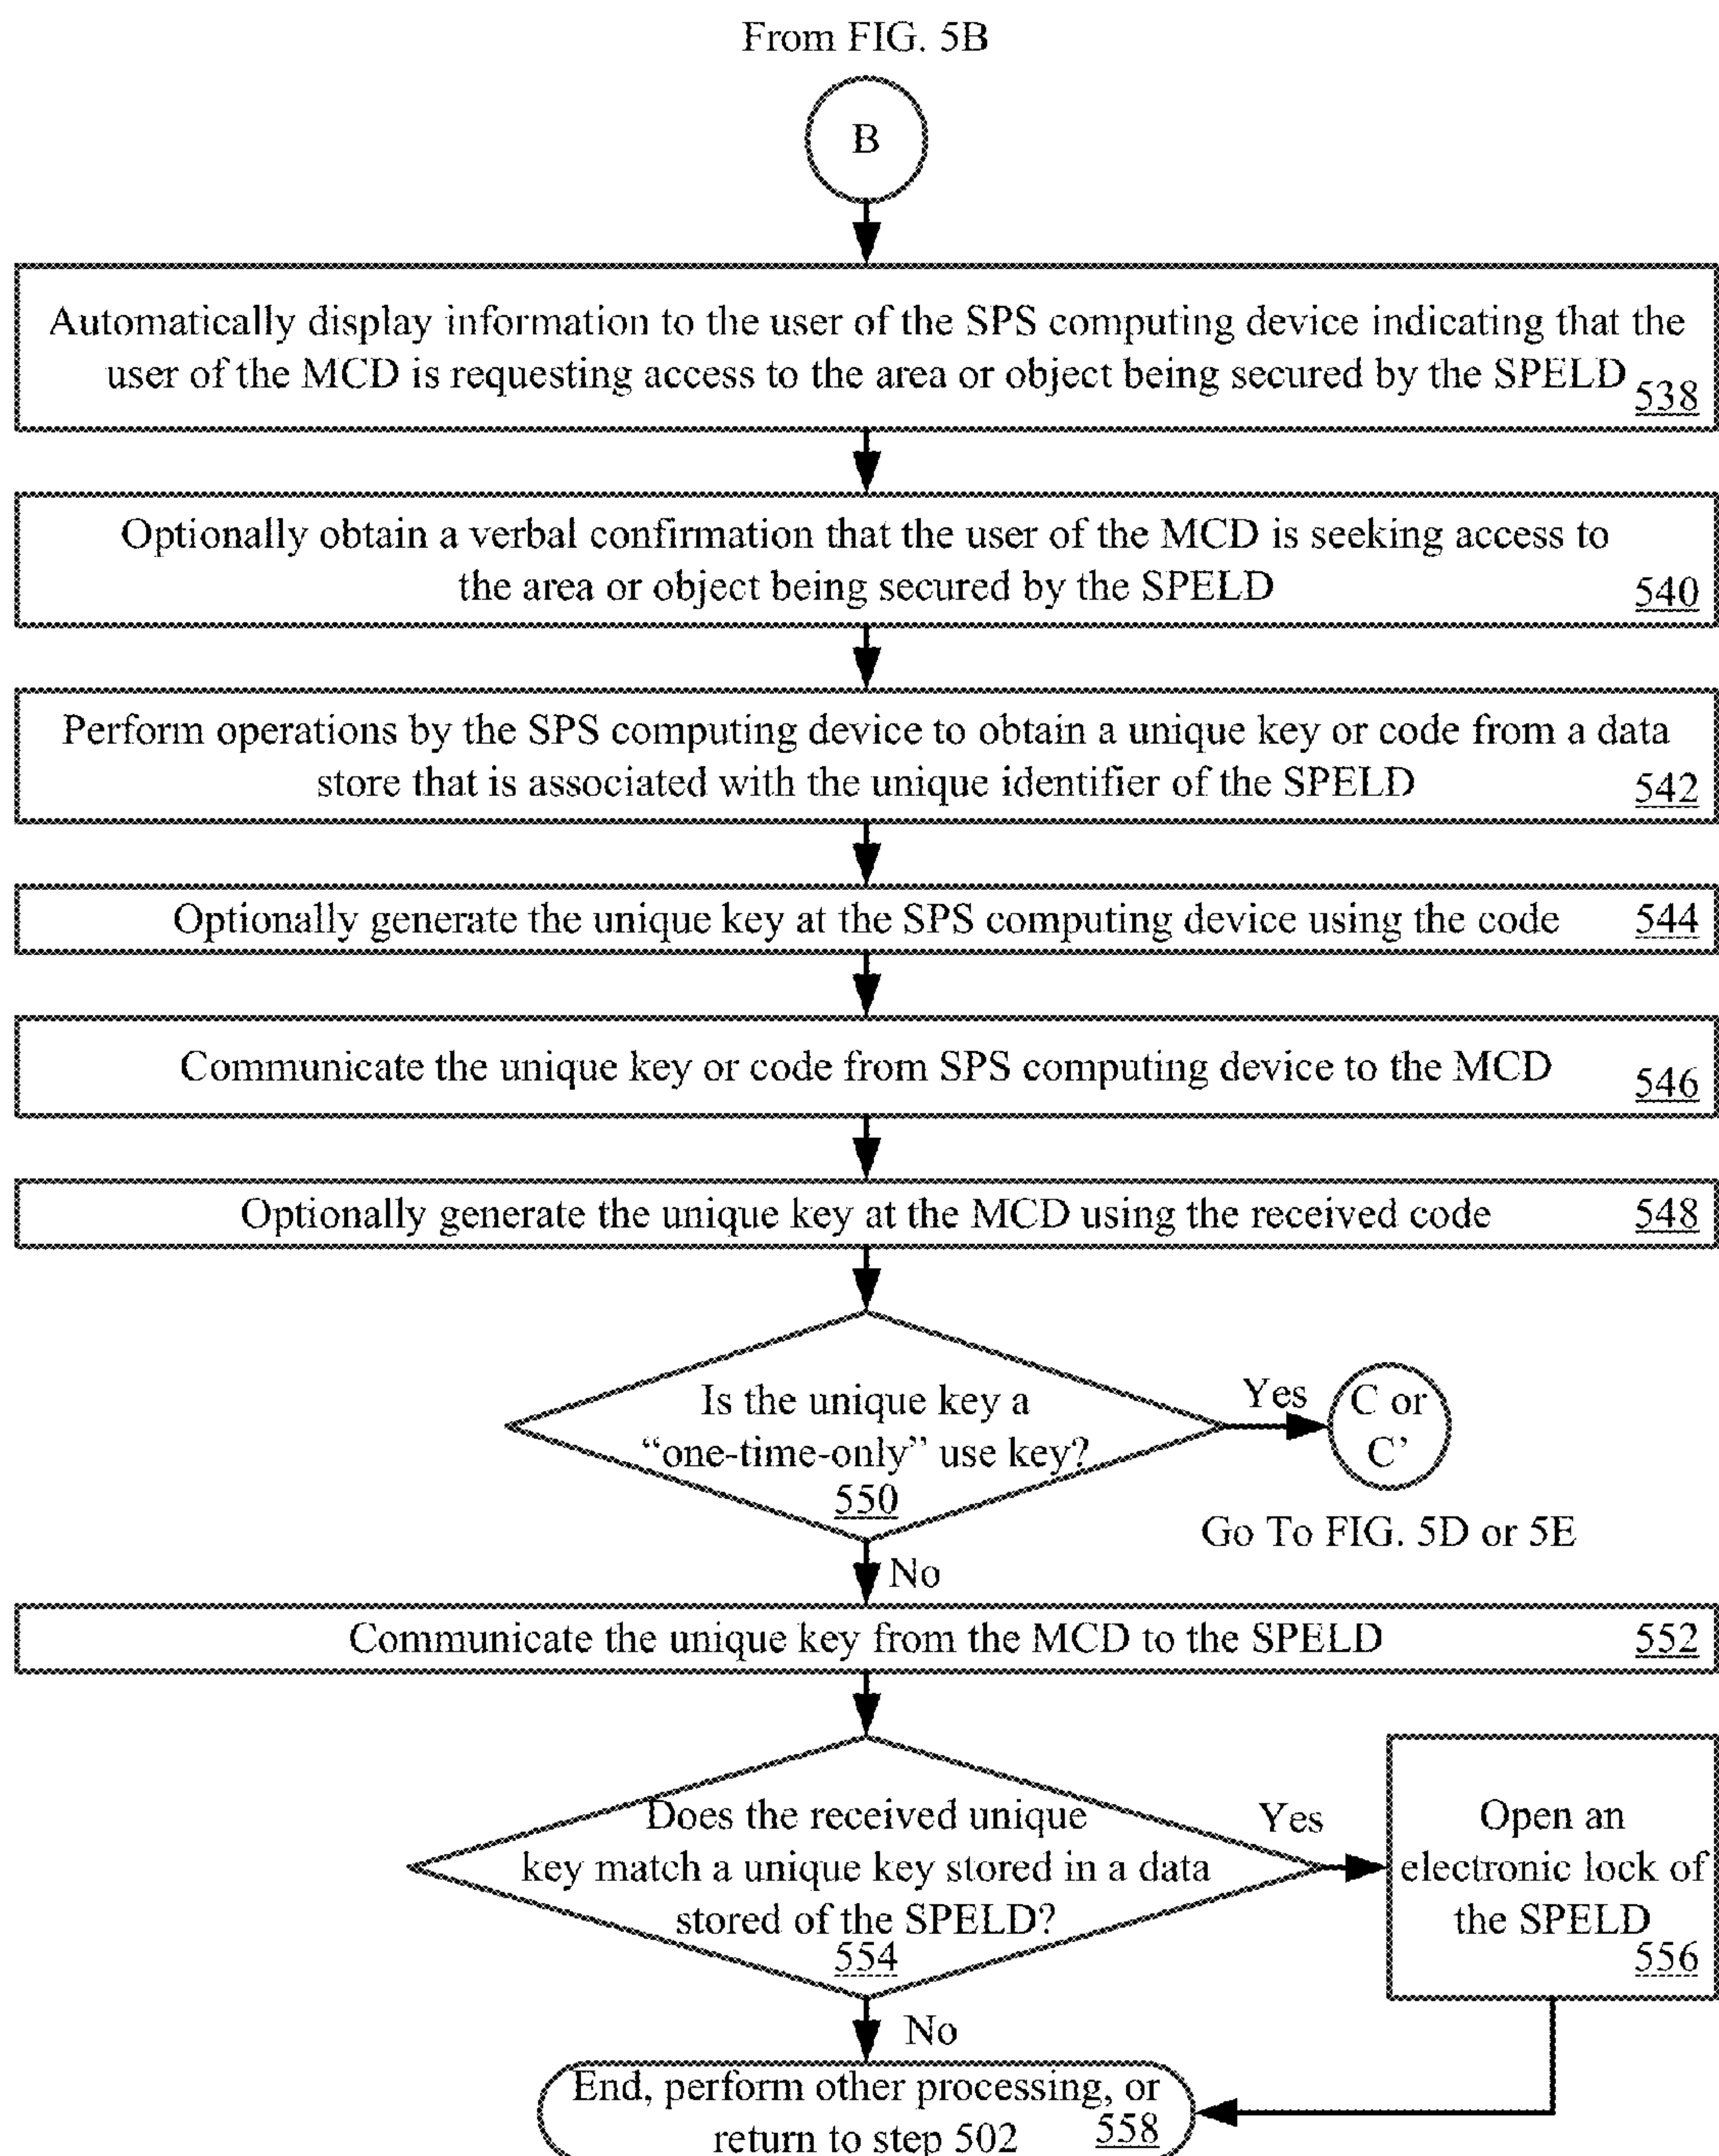 From FIG. 5B
B
Automatically display information to the user of the SPS computing device indicating that the
user of the MCD is requesting access to the area or object being secured by the SPELD
538
Optionally obtain a verbal confirmation that the user of the MCD is seeking access to
the area or object being secured by the SPELD
540
Perform operations by the SPS computing device to obtain a unique key or code from a data
store that is associated with the unique identifier of the SPELD
542
Optionally generate the unique key at the SPS computing device using the code
544
Communicate the unique key or code from SPS computing device to the MCD
546
Optionally generate the unique key at the MCD using the received code
548
Is the unique key a
“one-time-only” use key?
550
Yes
C or
C’
Go To FIG. 5D or 5E
No
Communicate the unique key from the MCD to the SPELD
552
Does the received unique
key match a unique key stored in a data
stored of the SPELD?
554
Yes
Open an
electronic lock of
the SPELD
556
No
End, perform other processing, or
return to step 502
558